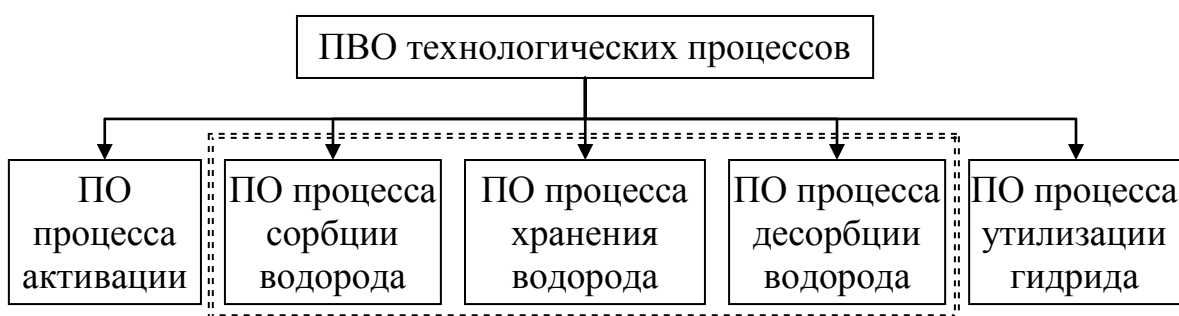 ПВО технологических процессов
ПО
процесса
активации
ПО процесса
сорбции
водорода
ПО процесса
хранения
водорода
ПО процесса
десорбции
водорода
ПО процесса
утилизации
гидрида